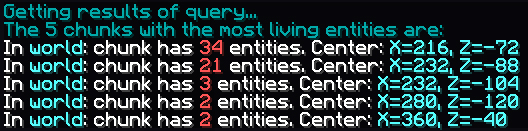 Getting results of query...
The 5 chunks with the most living entities are:
In world: chunk has 34 entities. Center: X=216, Z=-72
In world: chunk has 21 entities. Center: X=232, Z=-88
In world: chunk has 3 entities. Center: X=232, Z=-104
In world: chunk has 2 entities. Center: X=280, Z=-120
In world: chunk has 2 entities. Center: X=360, Z=-40